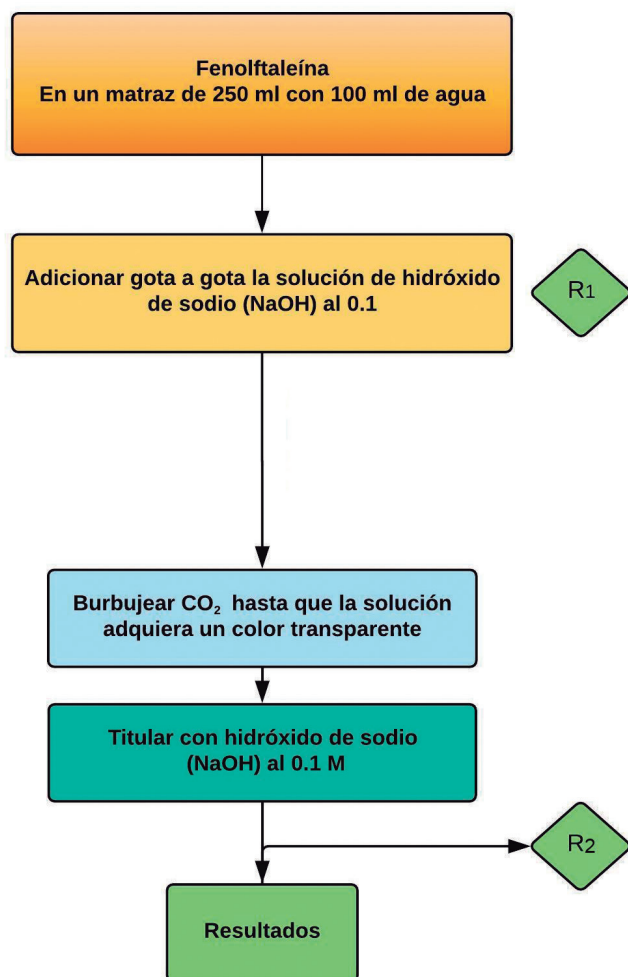 Fenolftaleína
En un matraz de 250 ml con 100 ml de agua
Adicionar gota a gota la solución de hidróxido
de sodio (NaOH) al 0.1
R1
Burbujear CO₂ hasta que la solución
adquiera un color transparente
Titular con hidróxido de sodio
(NaOH) al 0.1 M
R2
Resultados